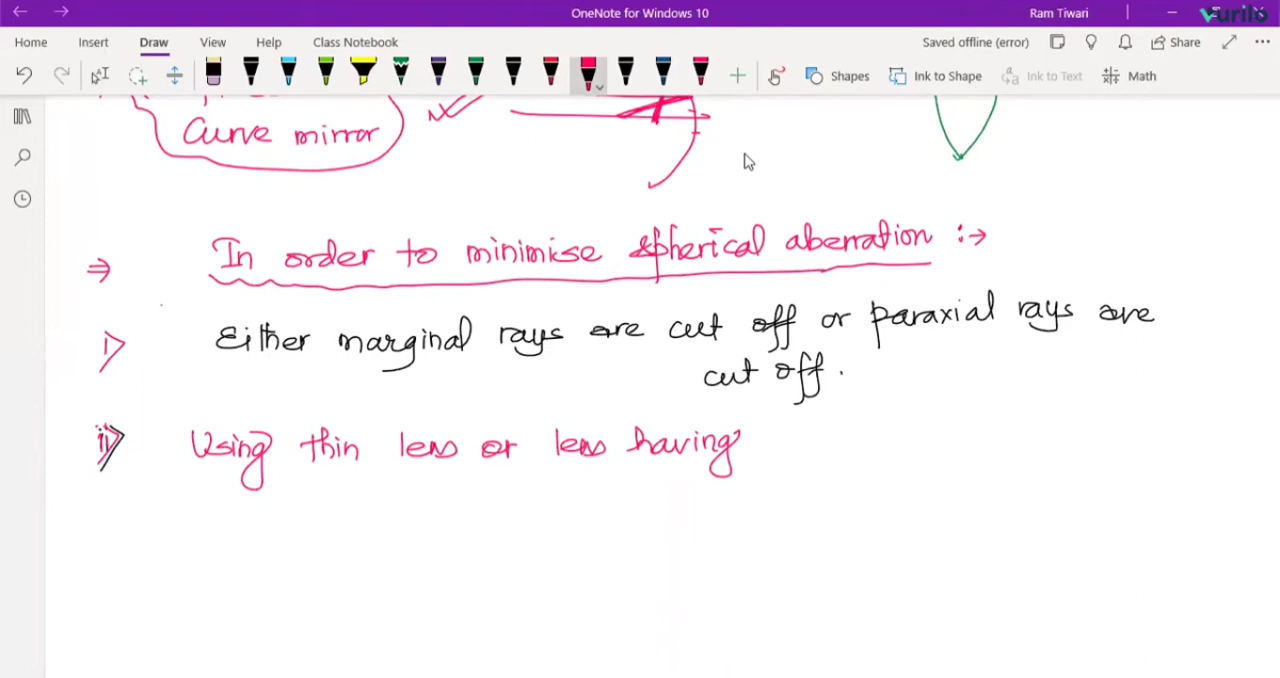 OneNote for Windows 10
Ram Tiwari
Vurilo
Home Insert Draw View Help Class Notebook
Saved offline (error) Share
Shapes Ink to Shape Ink to Text Math
Curve mirror
⇒ In order to minimise spherical aberration :→
i) Either marginal rays are cut off or paraxial rays are
cut off.
ii) Using thin lens or lens having